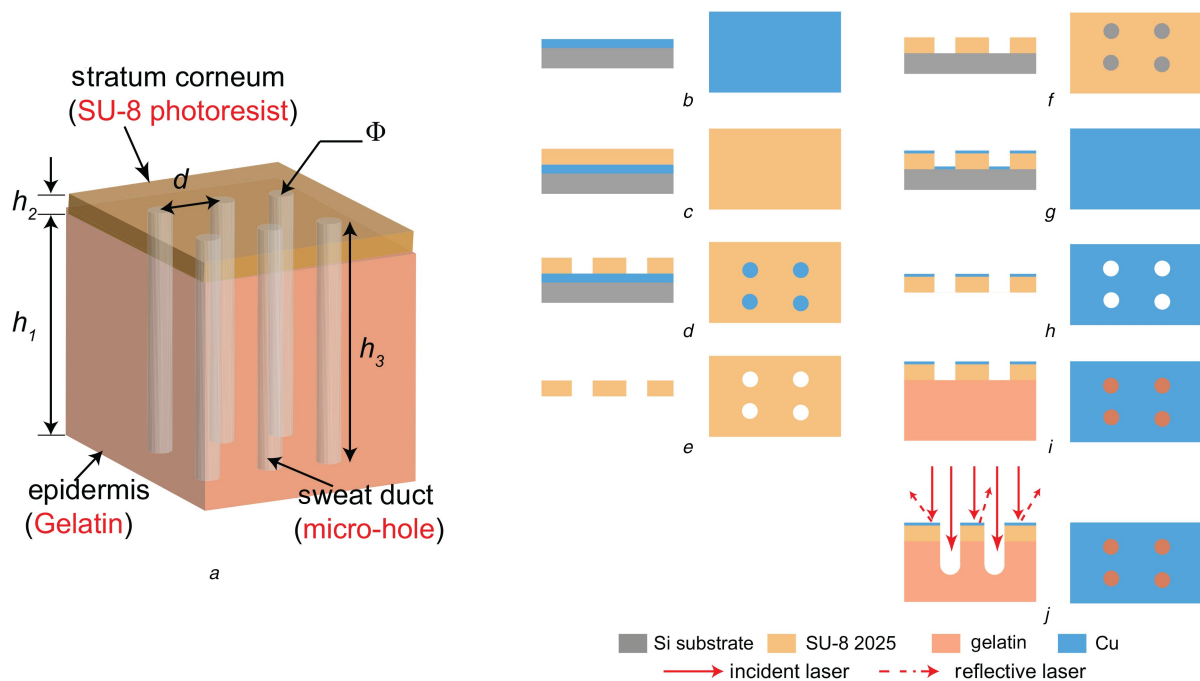 stratum corneum
(SU-8 photoresist)
Φ
d
h2
h1
h3
epidermis
(Gelatin)
sweat duct
(micro-hole)
a
b
c
d
e
f
g
h
i
j
Si substrate
SU-8 2025
gelatin
Cu
incident laser
reflective laser